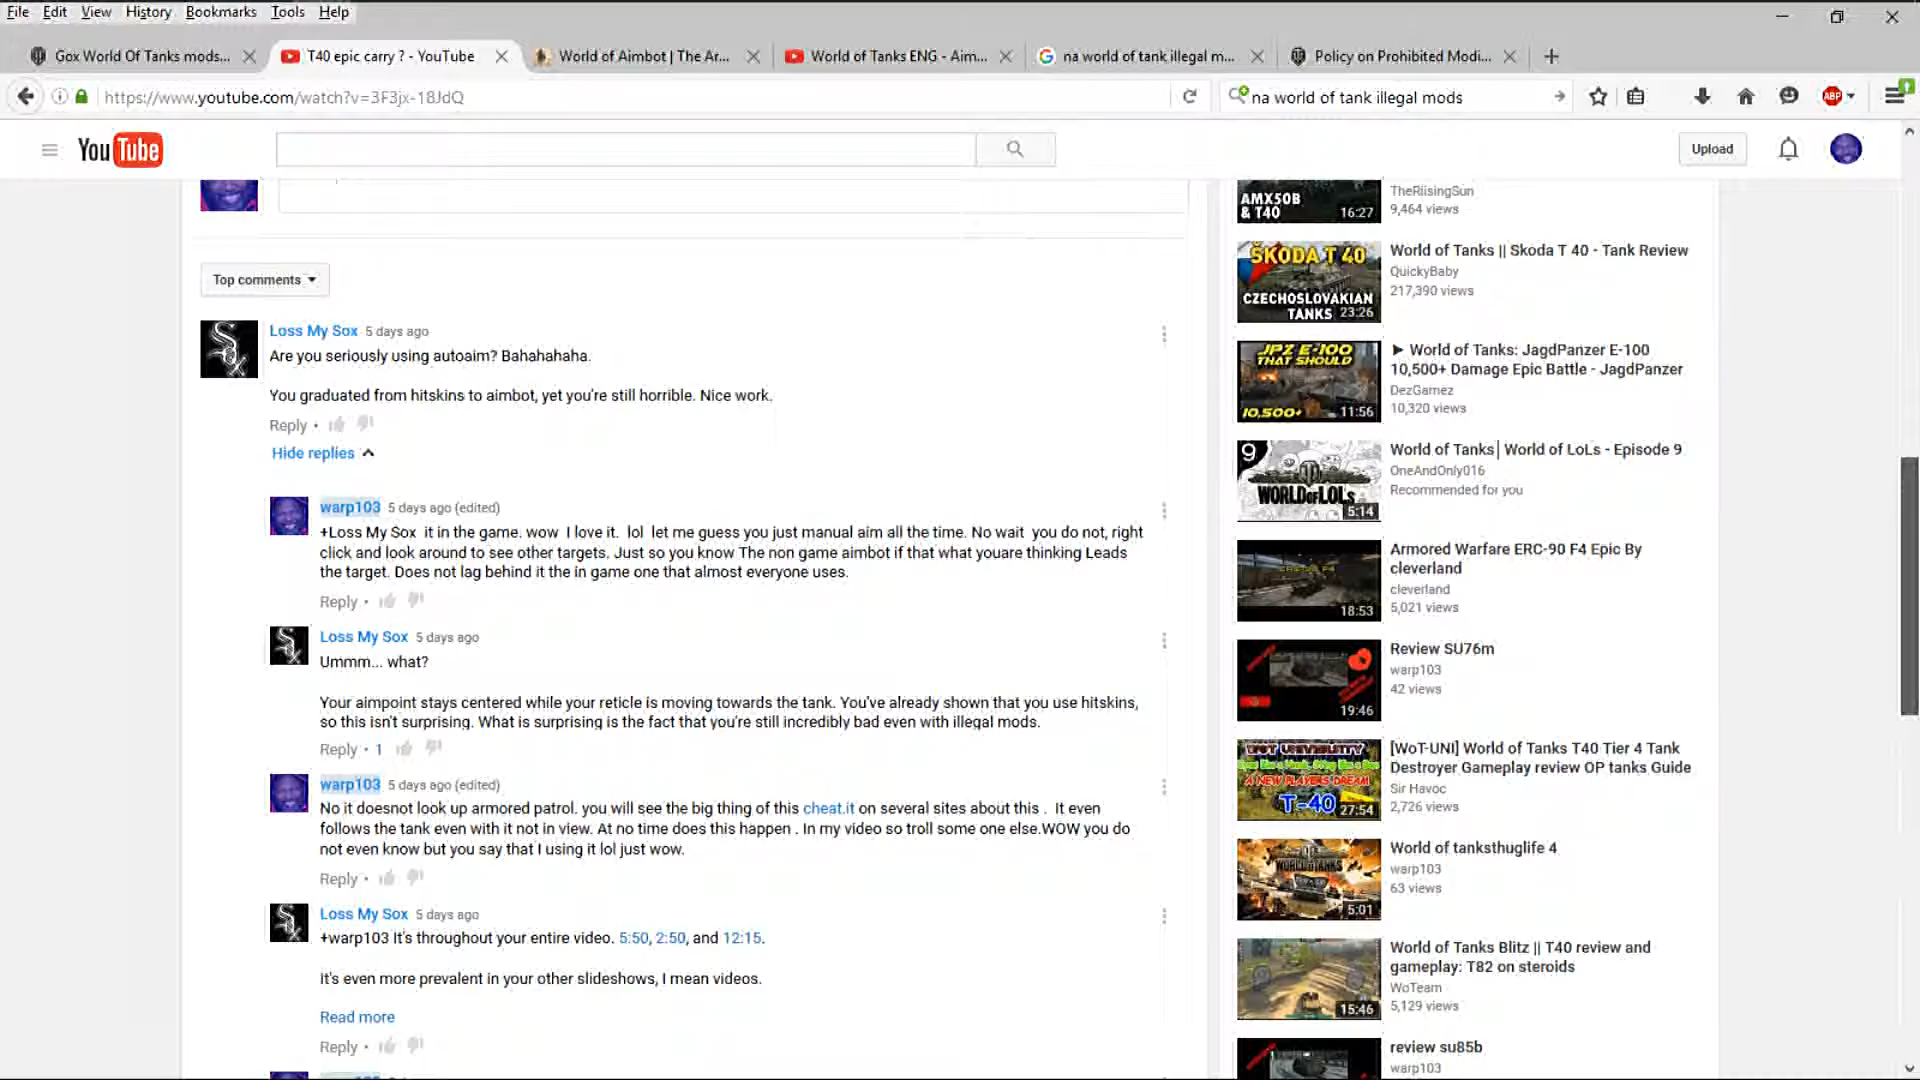 File Edit View History Bookmarks Tools Help
Gox World Of Tanks mods...
T40 epic carry ? - YouTube
World of Aimbot | The Ar...
World of Tanks ENG - Aim...
na world of tank illegal m...
Policy on Prohibited Modi...
https://www.youtube.com/watch?v=3F3jx-18JdQ
na world of tank illegal mods
ABP
YouTube
Upload
Top comments
Loss My Sox 5 days ago
Are you seriously using autoaim? Bahahahaha.
You graduated from hitskins to aimbot, yet you're still horrible. Nice work.
Reply •
Hide replies
warp103 5 days ago (edited)
+Loss My Sox it in the game. wow I love it. lol let me guess you just manual aim all the time. No wait you do not, right
click and look around to see other targets. Just so you know The non game aimbot if that what youare thinking Leads
the target. Does not lag behind it the in game one that almost everyone uses.
Reply •
Loss My Sox 5 days ago
Ummm... what?
Your aimpoint stays centered while your reticle is moving towards the tank. You've already shown that you use hitskins,
so this isn't surprising. What is surprising is the fact that you're still incredibly bad even with illegal mods.
Reply • 1
warp103 5 days ago (edited)
No it doesnot look up armored patrol. you will see the big thing of this cheat.it on several sites about this . It even
follows the tank even with it not in view. At no time does this happen . In my video so troll some one else.WOW you do
not even know but you say that I using it lol just wow.
Reply •
Loss My Sox 5 days ago
+warp103 It's throughout your entire video. 5:50, 2:50, and 12:15.
It's even more prevalent in your other slideshows, I mean videos.
Read more
Reply •
AMX50B
& T40
16:27
TheRiisingSun
9,464 views
ŠKODA T 40
CZECHOSLOVAKIAN
TANKS
23:26
World of Tanks || Skoda T 40 - Tank Review
QuickyBaby
217,390 views
JPZ E-100
THAT SHOULD
10,500+
11:56
► World of Tanks: JagdPanzer E-100
10,500+ Damage Epic Battle - JagdPanzer
DezGamez
10,320 views
9
WORLD OF LOLs
5:14
World of Tanks| World of LoLs - Episode 9
OneAndOnly016
Recommended for you
18:53
Armored Warfare ERC-90 F4 Epic By
cleverland
cleverland
5,021 views
19:46
Review SU76m
warp103
42 views
WOT UNIVERSITY
A NEW PLAYERS DREAM
T-40
27:54
[WoT-UNI] World of Tanks T40 Tier 4 Tank
Destroyer Gameplay review OP tanks Guide
Sir Havoc
2,726 views
WORLD OF TANKS
5:01
World of tanksthuglife 4
warp103
63 views
15:46
World of Tanks Blitz || T40 review and
gameplay: T82 on steroids
WoTeam
5,129 views
review su85b
warp103